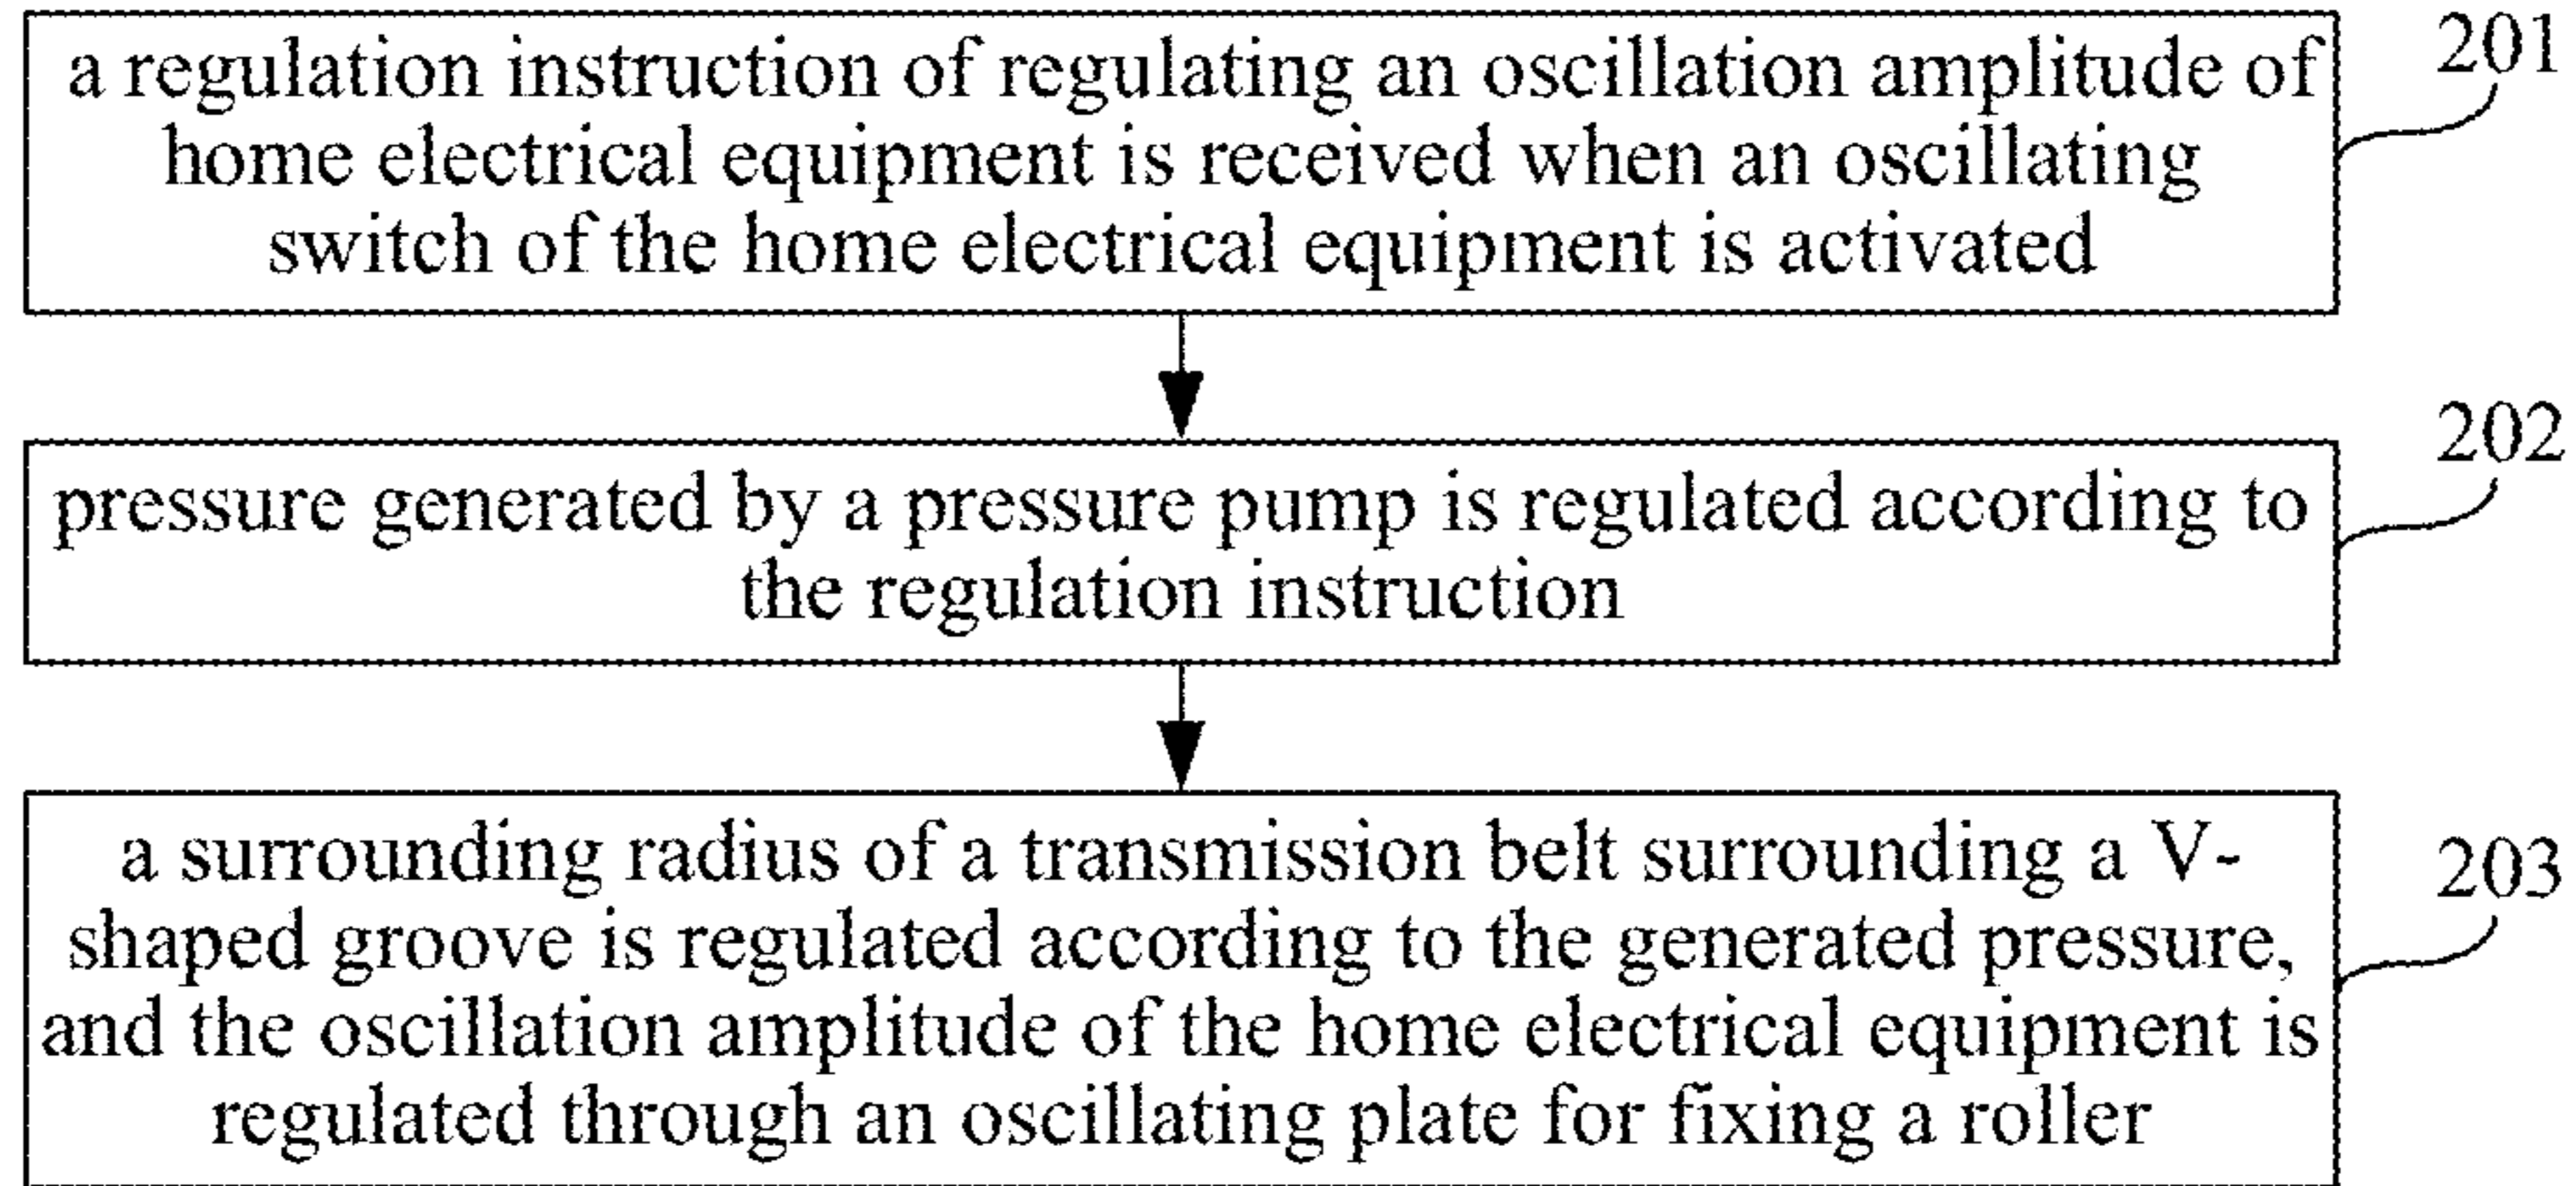 a regulation instruction of regulating an oscillation amplitude of
home electrical equipment is received when an oscillating
switch of the home electrical equipment is activated
201
pressure generated by a pressure pump is regulated according to
the regulation instruction
202
a surrounding radius of a transmission belt surrounding a V-
shaped groove is regulated according to the generated pressure,
and the oscillation amplitude of the home electrical equipment is
regulated through an oscillating plate for fixing a roller
203